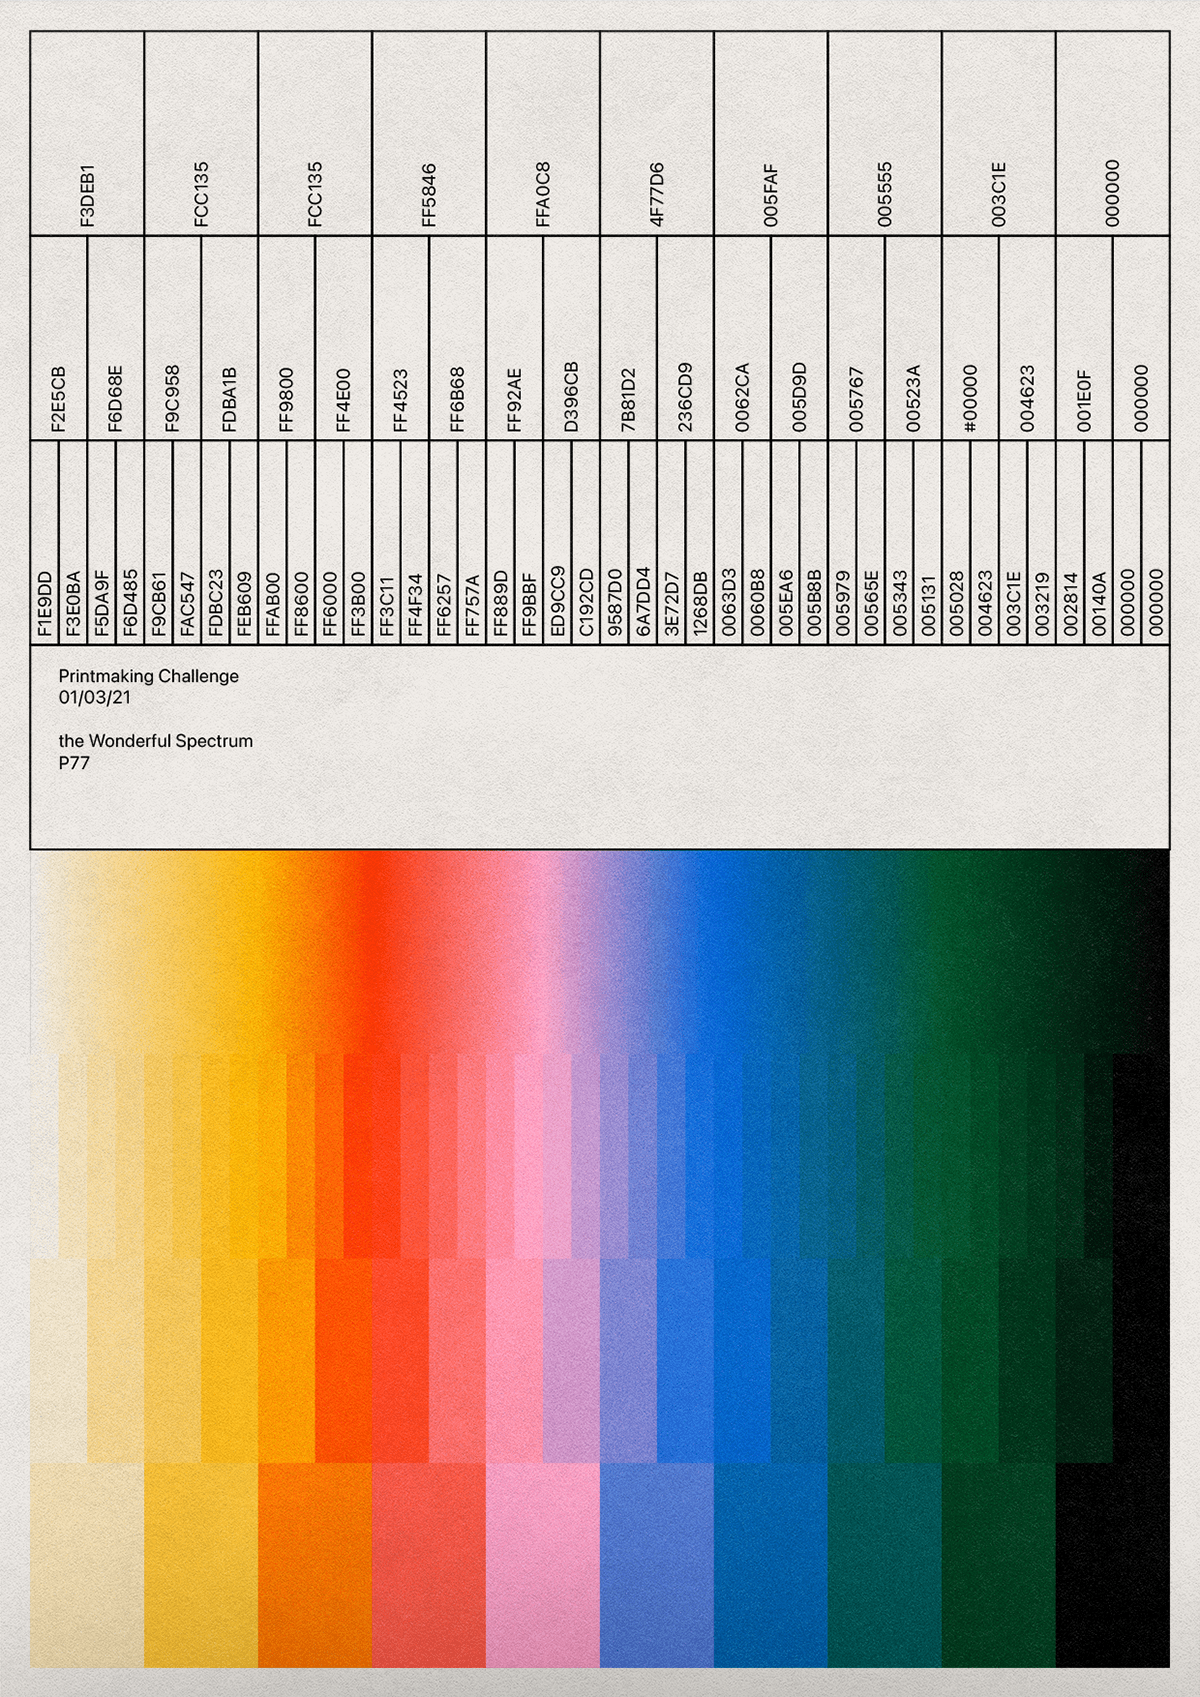 F3DEB1
FCC135
FCC135
FF5846
FFA0C8
4F77D6
005FAF
005555
003C1E
000000
F2E5CB
F6D68E
F9C958
FDBA1B
FF9800
FF4E00
FF4523
FF6B68
FF92AE
D396CB
7B81D2
236CD9
0062CA
005D9D
005767
00523A
#00000
004623
001E0F
000000
F1E9DD
F3E0BA
F5DA9F
F6D485
F9CB61
FAC547
FDBC23
FEB609
FFAB00
FF8600
FF6000
FF3B00
FF3C11
FF4F34
FF6257
FF757A
FF889D
FF9BBF
ED9CC9
C192CD
9587D0
6A7DD4
3E72D7
1268DB
0063D3
0060B8
005EA6
005B8B
005979
00565E
005343
005131
005028
004623
003C1E
003219
002814
00140A
000000
000000
Printmaking Challenge
01/03/21
the Wonderful Spectrum
P77